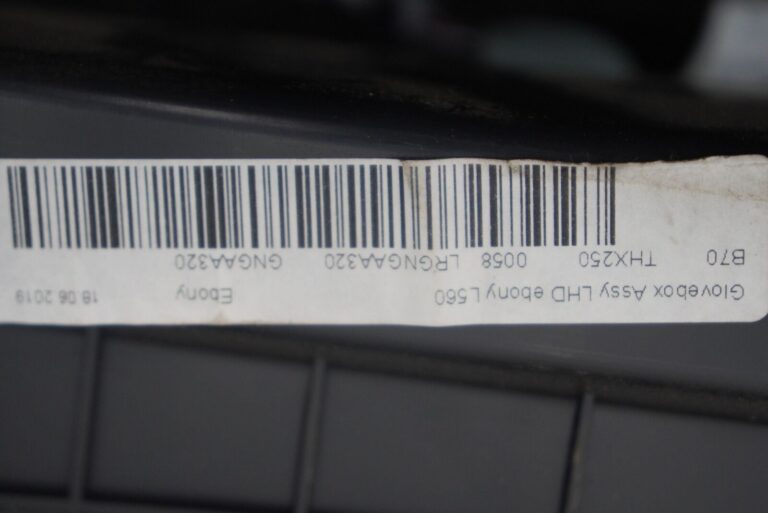 Glovebox Assy LHD ebony L560 Ebony 18 06 2019
B70 THX250 0058 LRGNGAA320 GNGAA320